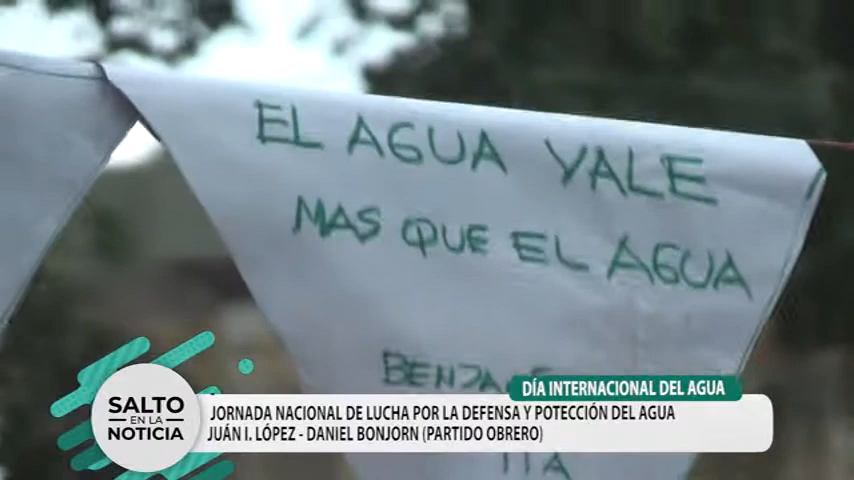 EL AGUA VALE
MAS QUE EL AGUA
DÍA INTERNACIONAL DEL AGUA
SALTO
EN LA
NOTICIA
JORNADA NACIONAL DE LUCHA POR LA DEFENSA Y POTECCIÓN DEL AGUA
JUÁN I. LÓPEZ - DANIEL BONJORN (PARTIDO OBRERO)